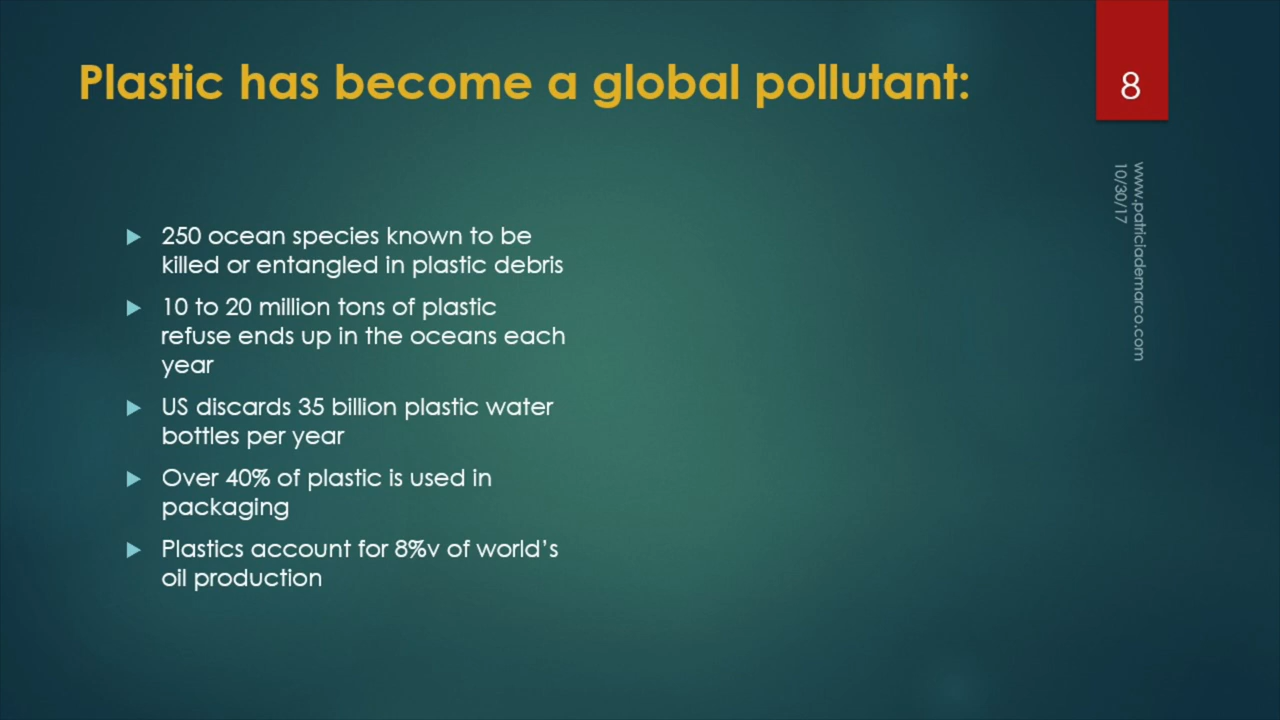 Plastic has become a global pollutant:
8
250 ocean species known to be
killed or entangled in plastic debris
10 to 20 million tons of plastic
refuse ends up in the oceans each
year
US discards 35 billion plastic water
bottles per year
Over 40% of plastic is used in
packaging
Plastics account for 8%v of world’s
oil production
www.patriciademarco.com
10/30/17